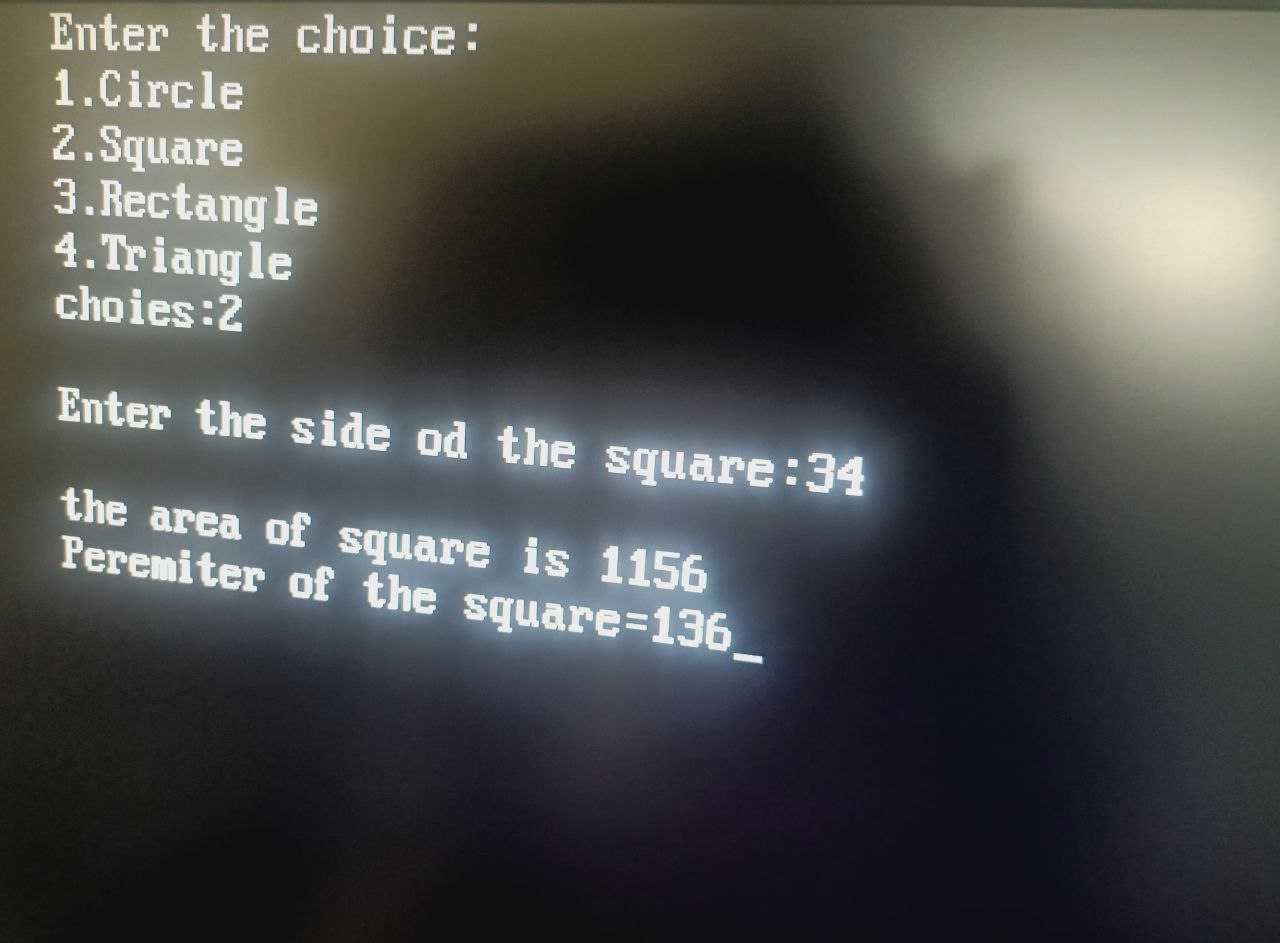 Enter the choice:
1.Circle
2.Square
3.Rectangle
4.Triangle
choies:2
Enter the side od the square:34
the area of square is 1156
Peremiter of the square=136_